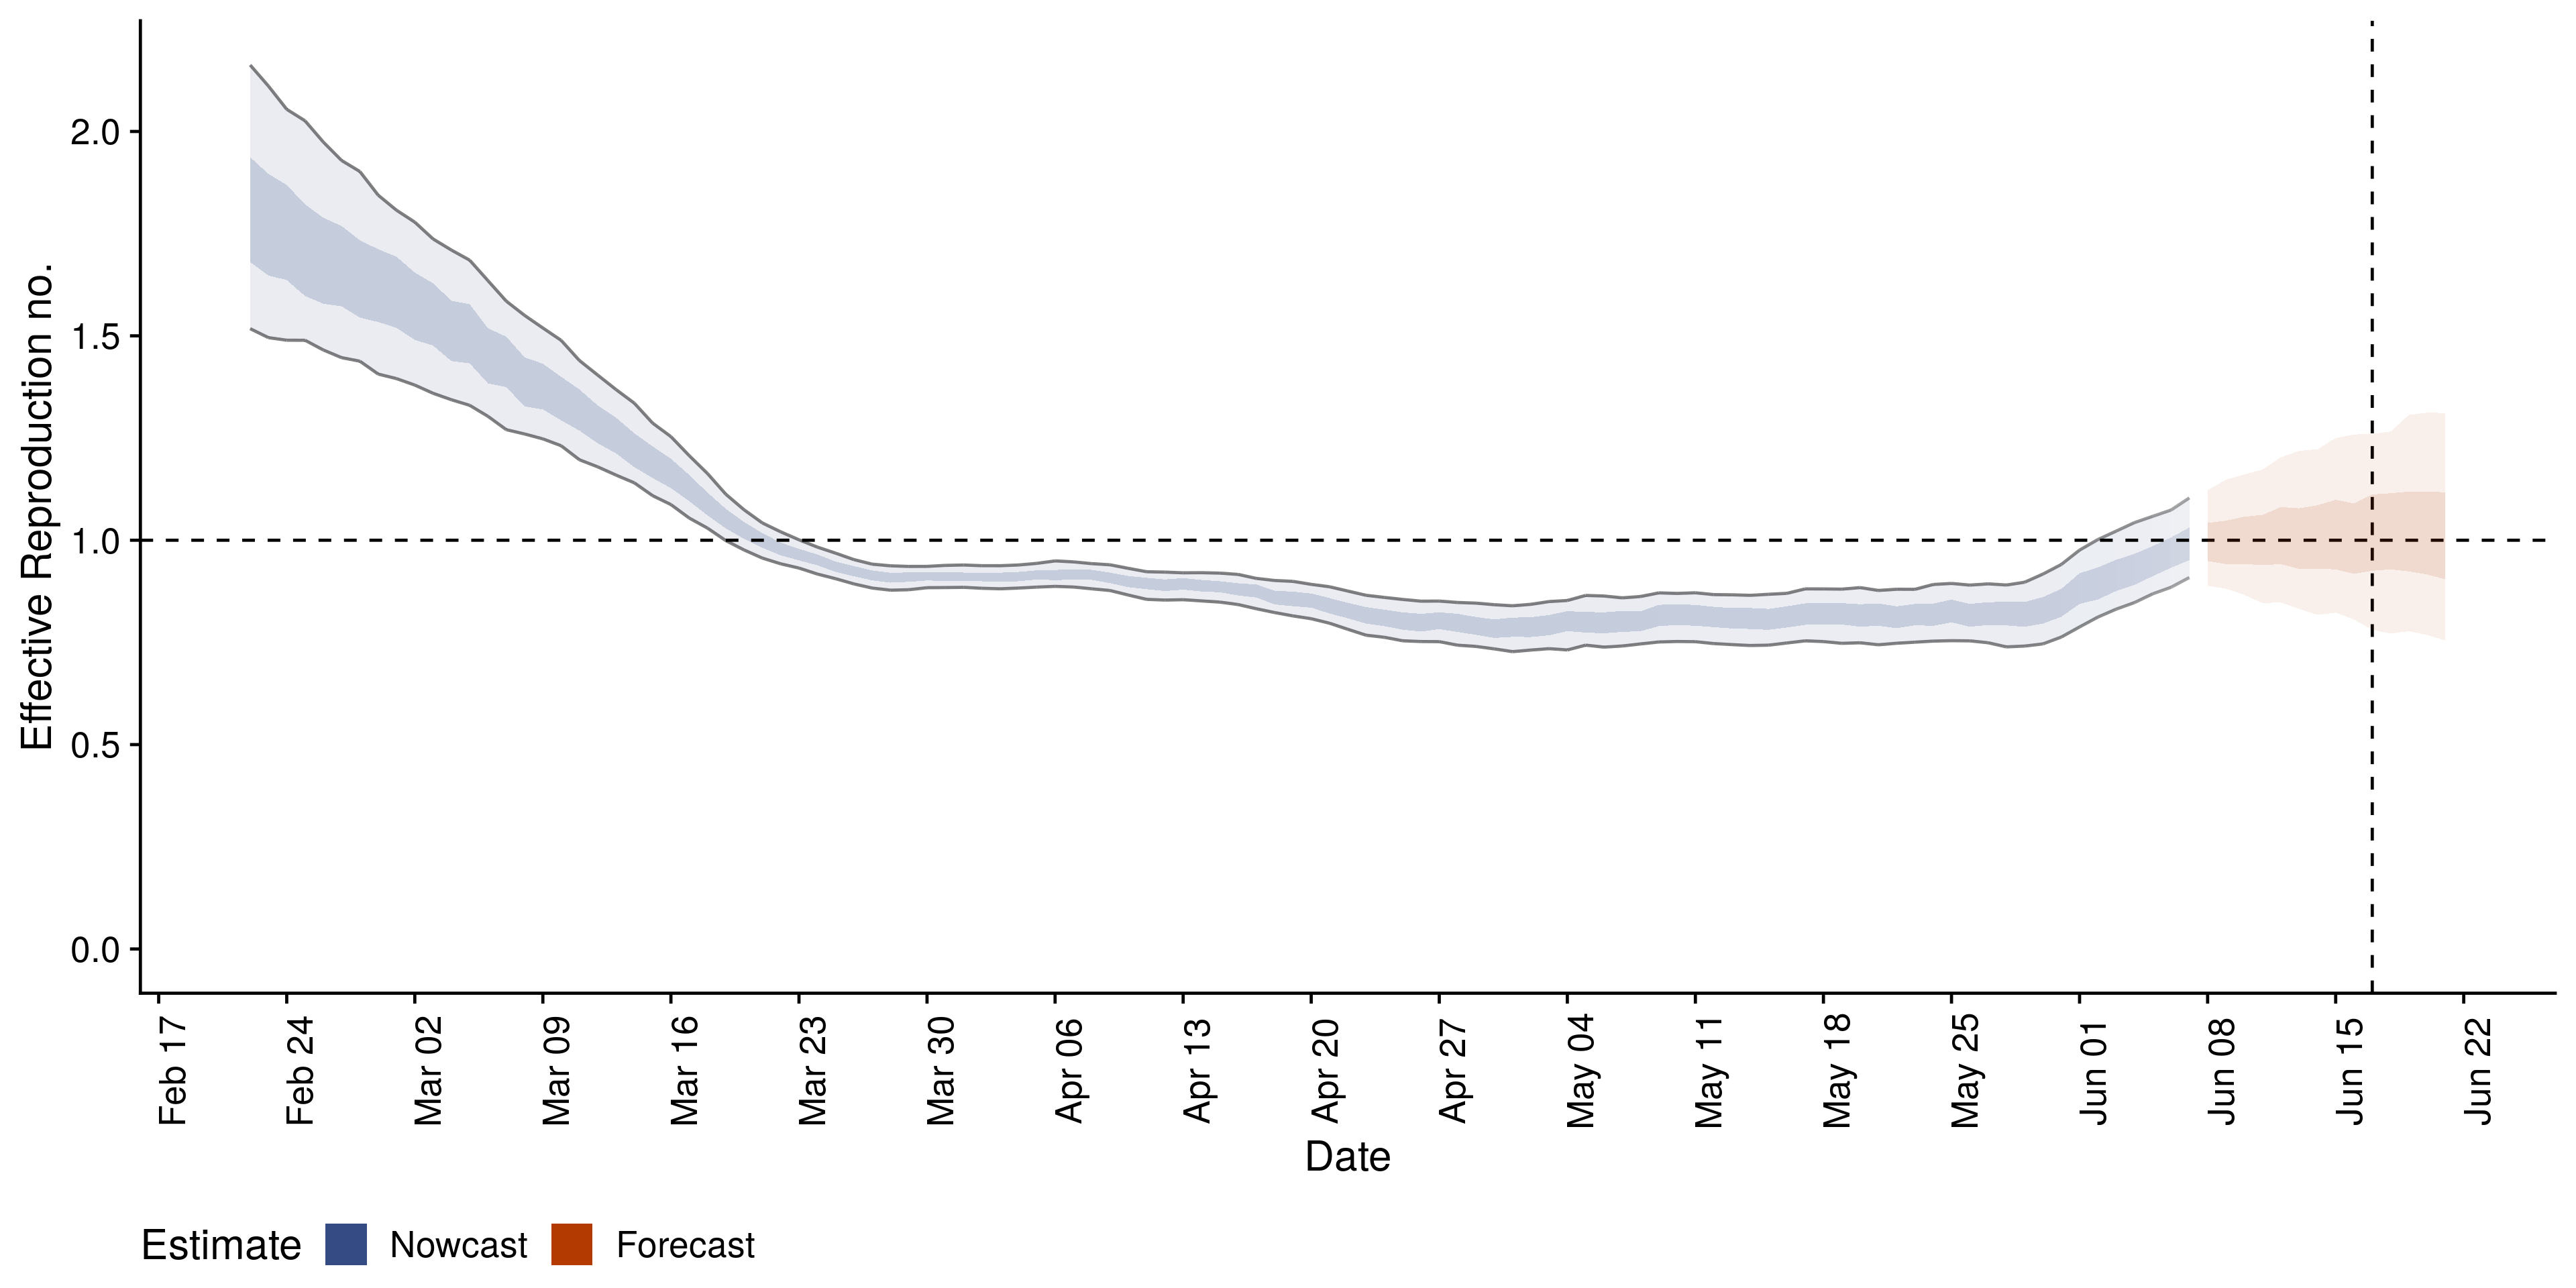 Effective Reproduction no.
2.0
1.5
1.0
0.5
0.0
Feb 17
Feb 24
Mar 02
Mar 09
Mar 16
Mar 23
Mar 30
Apr 06
Apr 13
Apr 20
Apr 27
May 04
May 11
May 18
May 25
Jun 01
Jun 08
Jun 15
Jun 22
Date
Estimate Nowcast Forecast